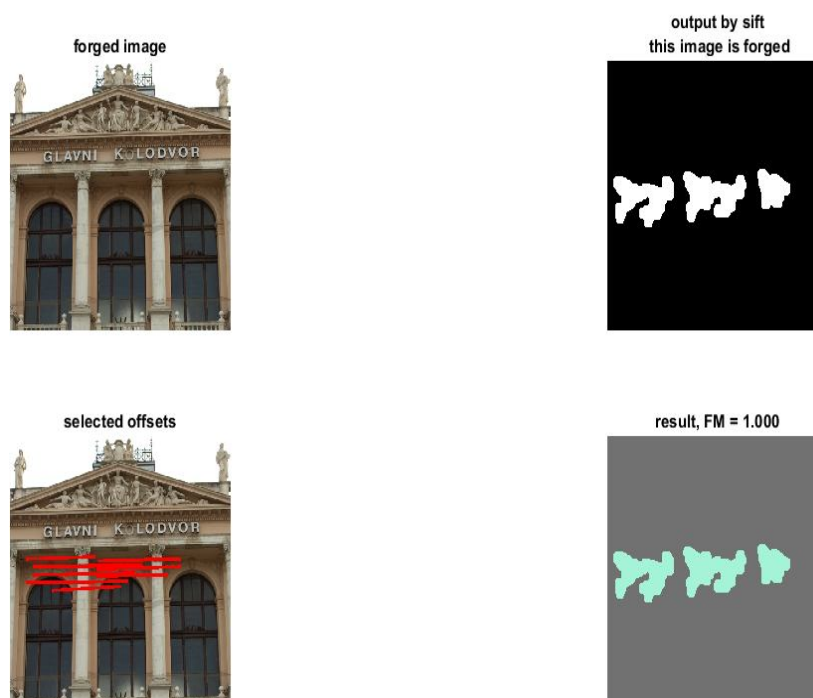 forged image
output by sift
this image is forged
GLAVNI KOLODVOR
selected offsets
result, FM = 1.000
GLAVNI KOLODVOR